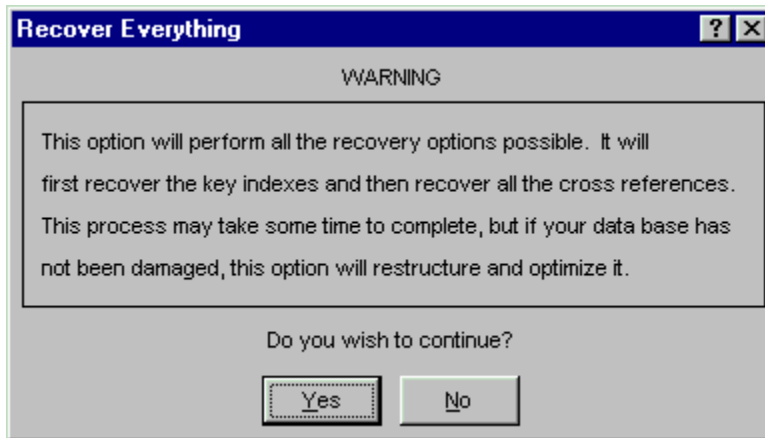 Recover Everything
WARNING
This option will perform all the recovery options possible. It will
first recover the key indexes and then recover all the cross references.
This process may take some time to complete, but if your data base has
not been damaged, this option will restructure and optimize it.
Do you wish to continue?
Yes
No